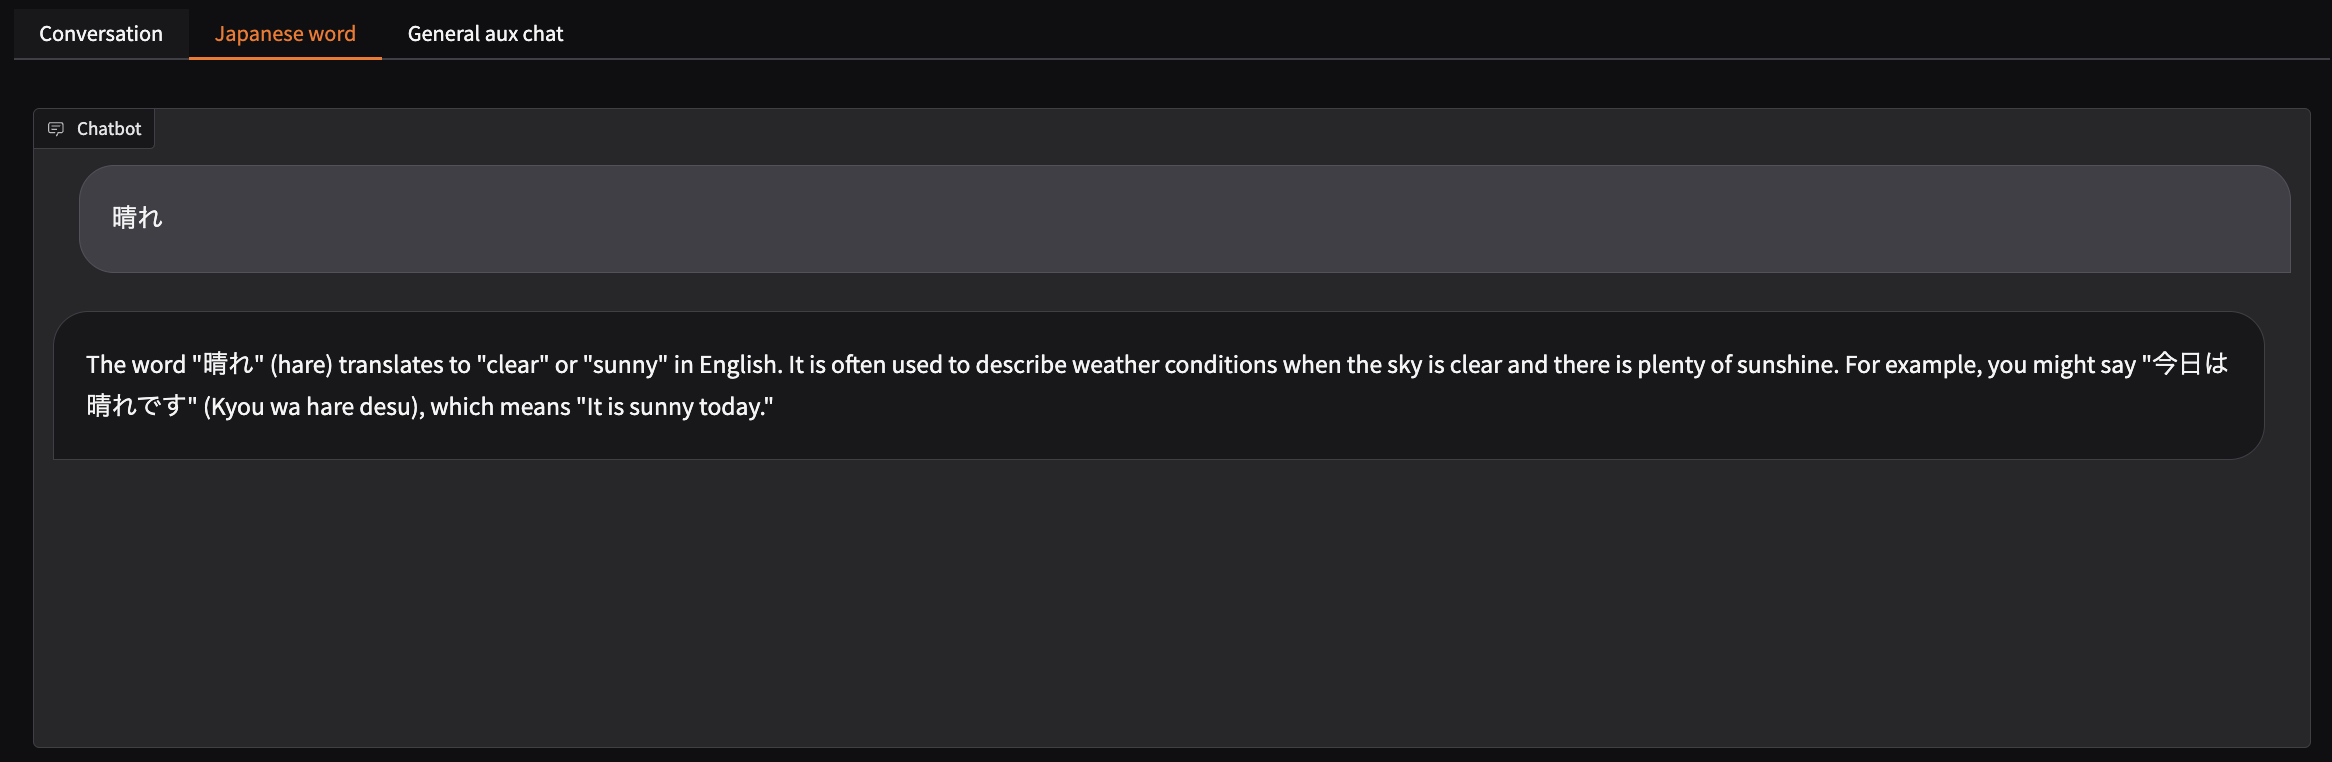 Conversation
Japanese word
General aux chat
Chatbot
晴れ
The word "晴れ" (hare) translates to "clear" or "sunny" in English. It is often used to describe weather conditions when the sky is clear and there is plenty of sunshine. For example, you might say "今日は
晴れです" (Kyou wa hare desu), which means "It is sunny today."